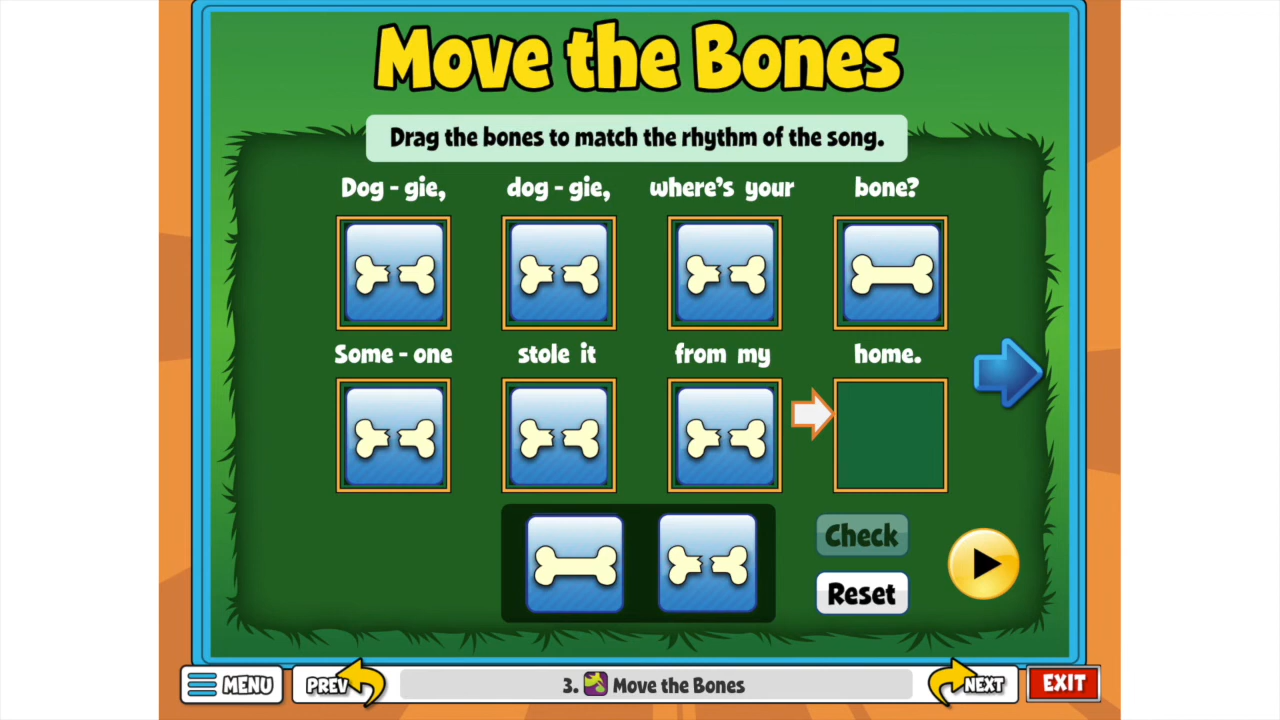 Move the Bones
Drag the bones to match the rhythm of the song.
Dog - gie, dog - gie, where's your bone?
Some - one stole it from my home.
Check
Reset
MENU PREV 3. Move the Bones NEXT EXIT